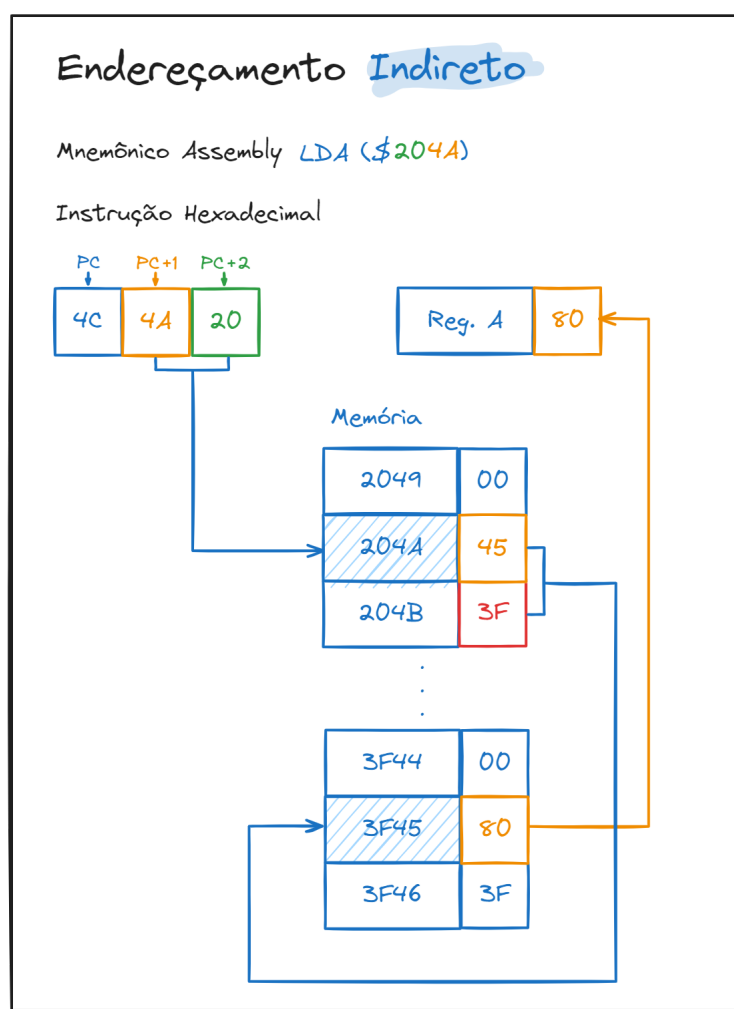 Endereçamento Indireto
Mnemônico Assembly LDA ($204A)
Instrução Hexadecimal
PC PC+1 PC+2
4C 4A 20
Reg. A 80
Memória
2049 00
204A 45
204B 3F
.
.
.
3F44 00
3F45 80
3F46 3F